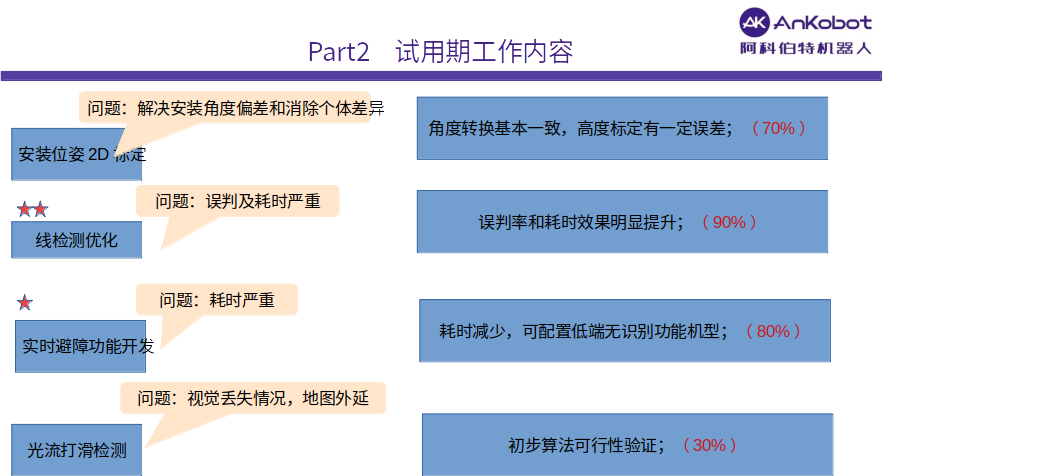 AnKobot
阿科伯特机器人
Part2 试用期工作内容
问题：解决安装角度偏差和消除个体差异
安装位姿 2D 标定
角度转换基本一致，高度标定有一定误差；（ 70% ）
问题：误判及耗时严重
线检测优化
误判率和耗时效果明显提升；（ 90% ）
问题：耗时严重
实时避障功能开发
耗时减少，可配置低端无识别功能机型；（ 80% ）
问题：视觉丢失情况，地图外延
光流打滑检测
初步算法可行性验证；（ 30% ）